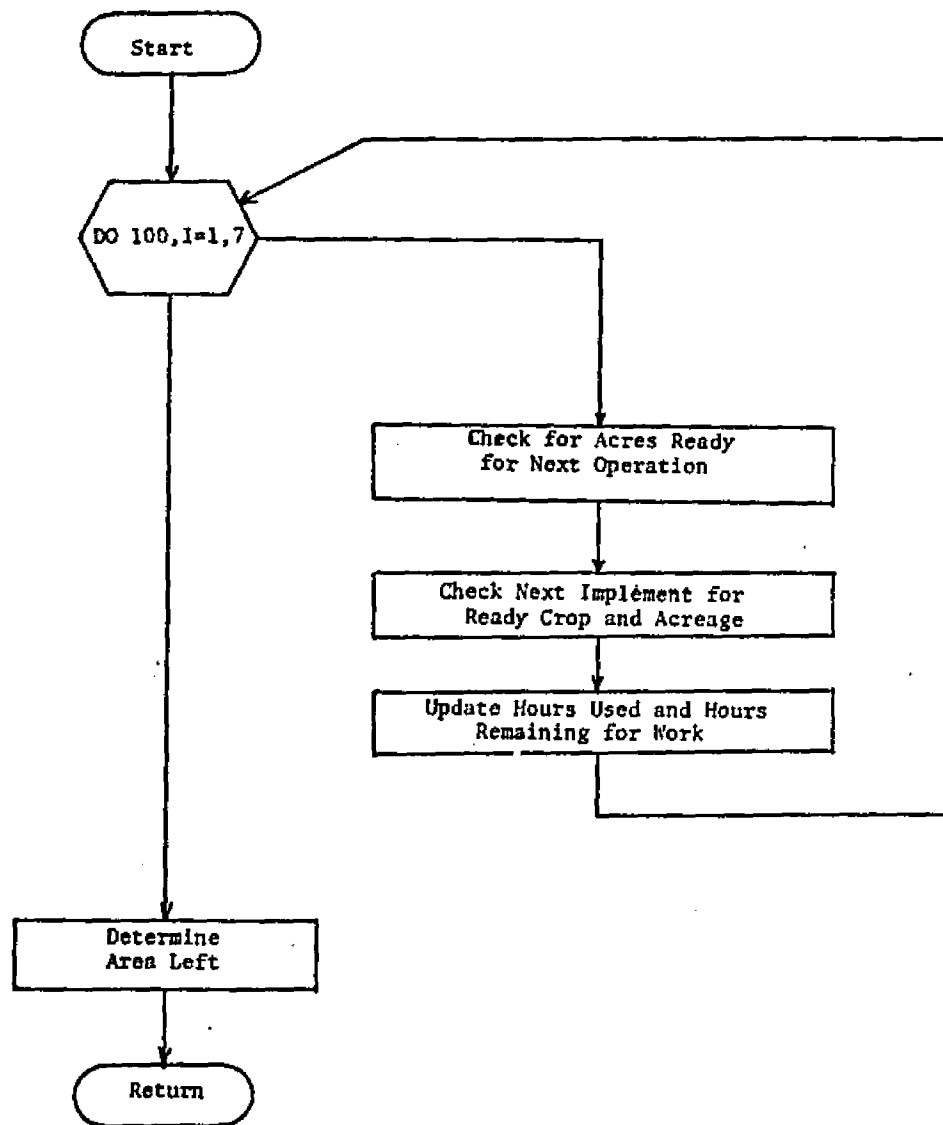 Start
DO 100,I=1,7
Check for Acres Ready
for Next Operation
Check Next Implement for
Ready Crop and Acreage
Update Hours Used and Hours
Remaining for Work
Determine
Area Left
Return